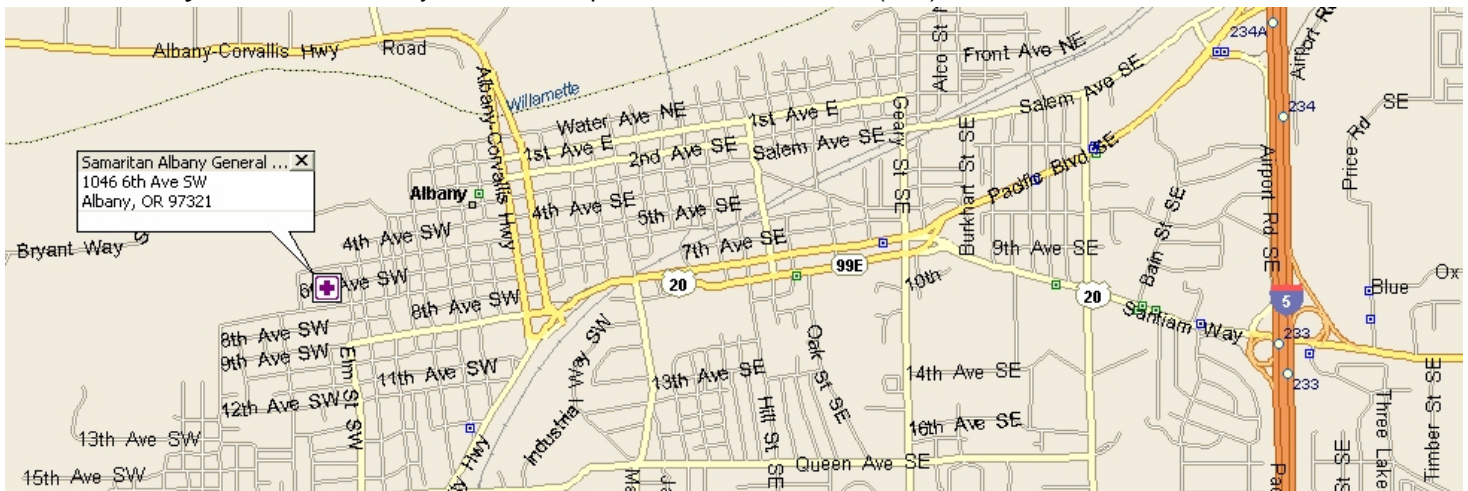 Albany-Corvallis Hwy
Road
Albany-Corvallis Hwy
Willamette
Water Ave NE
1st Ave E
1st Ave E
2nd Ave SE
Salem Ave SE
Front Ave NE
Alco St
Salem Ave SE
234A
Airport Rd
234
SE
Price Rd
Samaritan Albany General ...
1046 6th Ave SW
Albany, OR 97321
Albany
4th Ave SE
5th Ave SE
Geary St SE
Burkhart St SE
Pacific Blvd SE
Airport Rd SE
Bryant Way
4th Ave SW
7th Ave SE
9th Ave SE
Bain St SE
99E
20
10th
20
Ave SW
8th Ave SW
5
Blue
Ox
Santiam Way
233
233
8th Ave SW
9th Ave SW
Elm St SW
11th Ave SW
12th Ave SW
Industrial Way SW
13th Ave SE
Hill St SE
Oak St SE
14th Ave SE
16th Ave SE
13th Ave SW
15th Ave SW
Hwy
Queen Ave SE
St SE
Three Lake
Timber St SE